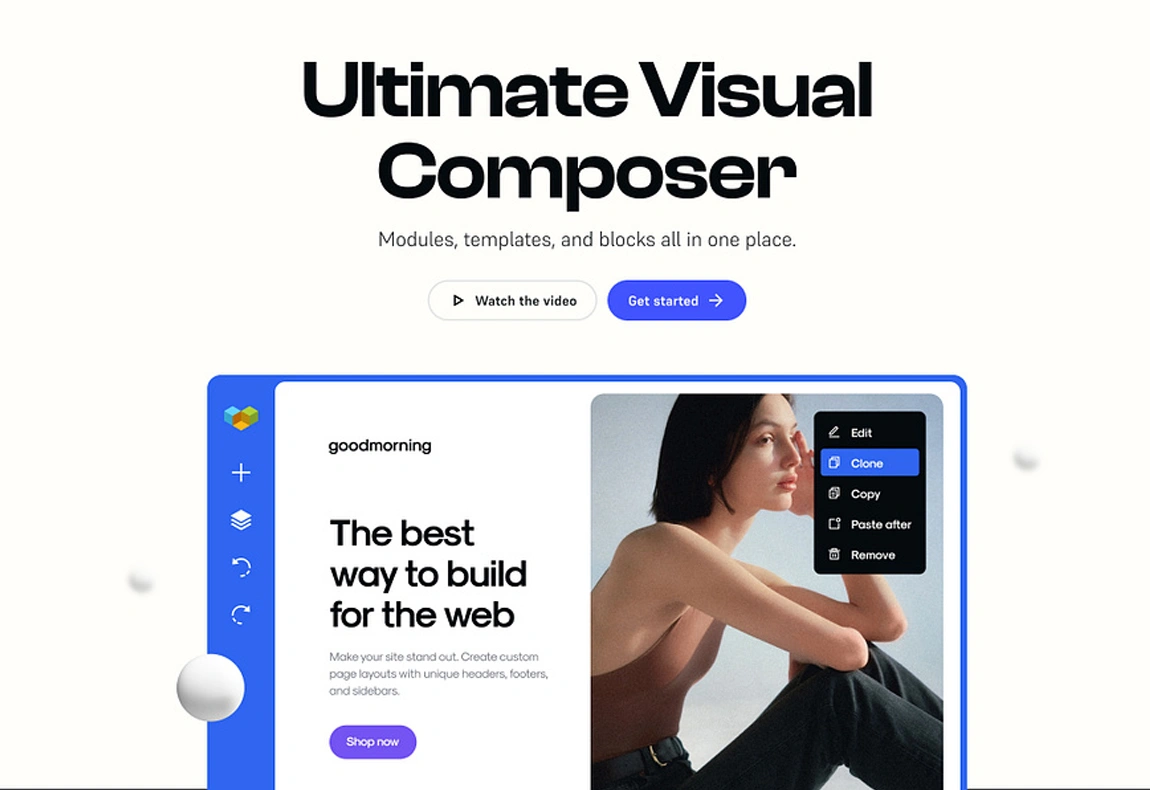 Ultimate Visual
Composer
Modules, templates, and blocks all in one place.
Watch the video
Get started
goodmorning
The best
way to build
for the web
Make your site stand out. Create custom
page layouts with unique headers, footers,
and sidebars.
Shop now
Edit
Clone
Copy
Paste after
Remove